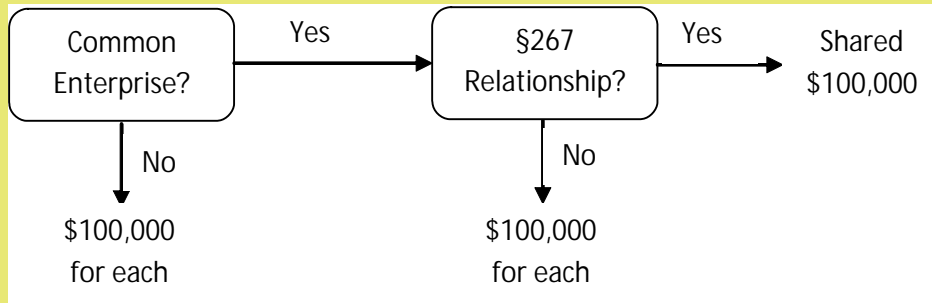 Common
Enterprise?
Yes
§267
Relationship?
Yes
Shared
$100,000
No
$100,000
for each
No
$100,000
for each